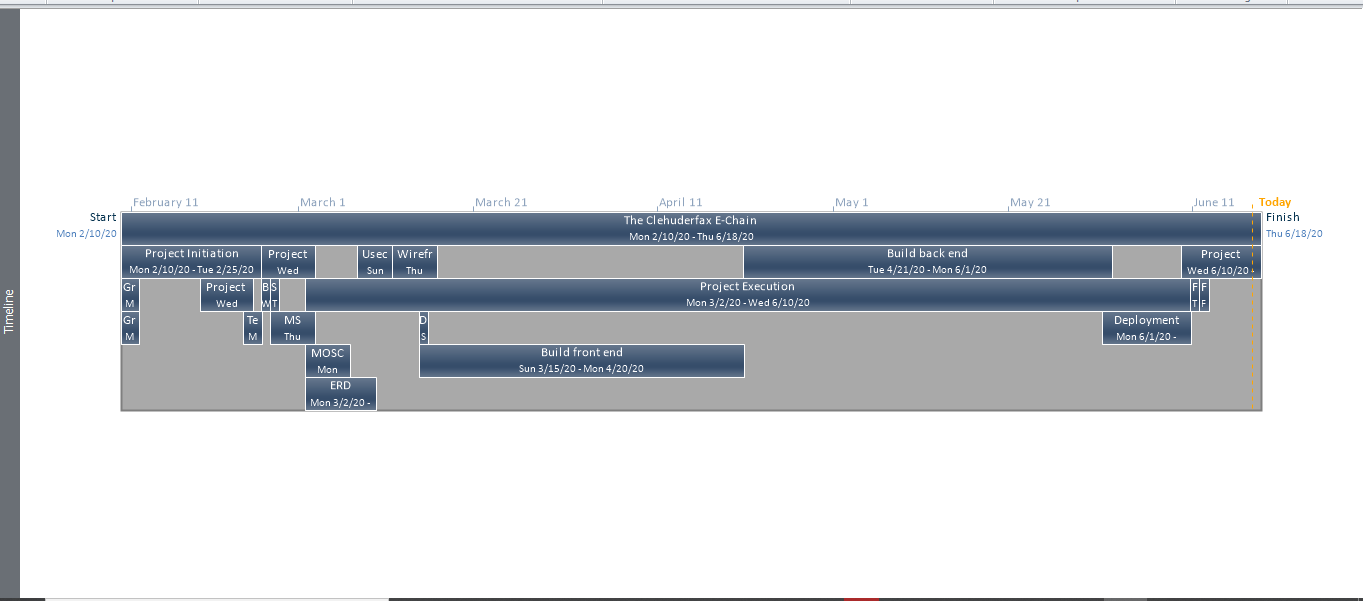 February 11 March 1 March 21 April 11 May 1 May 21 June 11 Today
Start
Mon 2/10/20
The Clehuderfax E-Chain
Mon 2/10/20 - Thu 6/18/20
Finish
Thu 6/18/20
Project Initiation Project Usec Wirefr Build back end Project
Mon 2/10/20 - Tue 2/25/20 Wed Sun Thu Tue 4/21/20 - Mon 6/1/20 Wed 6/10/20 -
Gr Project B S Project Execution F F
M Wed W T Mon 3/2/20 - Wed 6/10/20 T F
Gr Te MS D Deployment
M M Thu S Mon 6/1/20 -
MOSC Build front end
Mon Sun 3/15/20 - Mon 4/20/20
ERD
Mon 3/2/20 -
Timeline